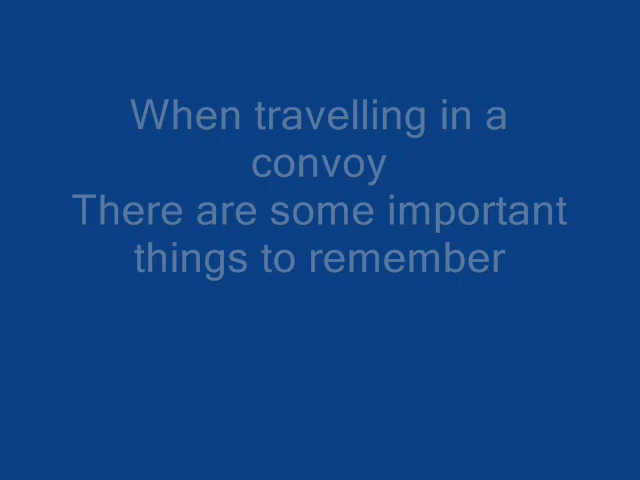 When travelling in a
convoy
There are some important
things to remember